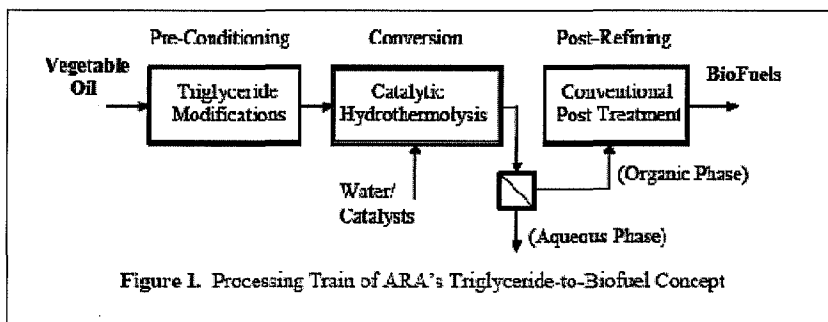 Pre-Conditioning
Conversion
Post-Refining
Vegetable
Oil
Triglyceride
Modifications
Catalytic
Hydrothermolysis
Conventional
Post Treatment
BioFuels
Water/
Catalysts
(Organic Phase)
(Aqueous Phase)
Figure 1. Processing Train of ARA's Triglyceride-to-Biofuel Concept